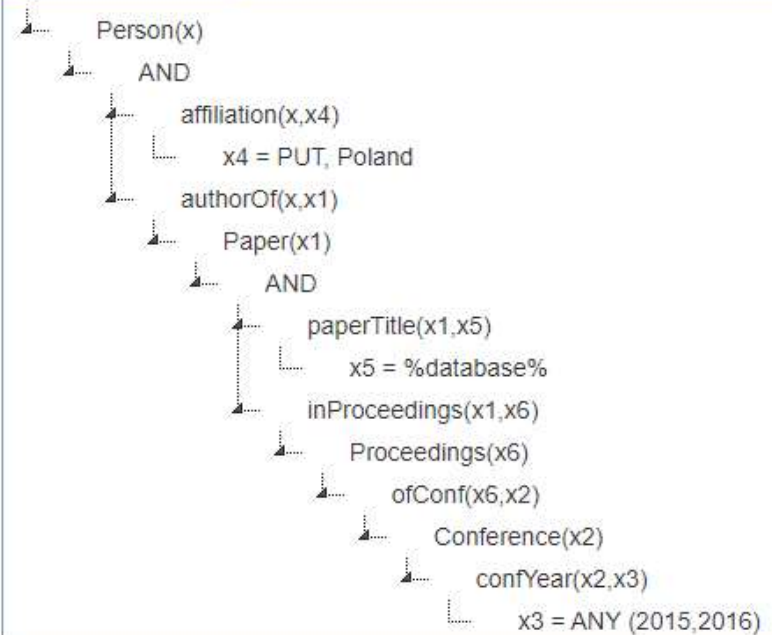 Person(x)
AND
affiliation(x,x4)
x4 = PUT, Poland
authorOf(x,x1)
Paper(x1)
AND
paperTitle(x1,x5)
x5 = %database%
inProceedings(x1,x6)
Proceedings(x6)
ofConf(x6,x2)
Conference(x2)
confYear(x2,x3)
x3 = ANY (2015,2016)